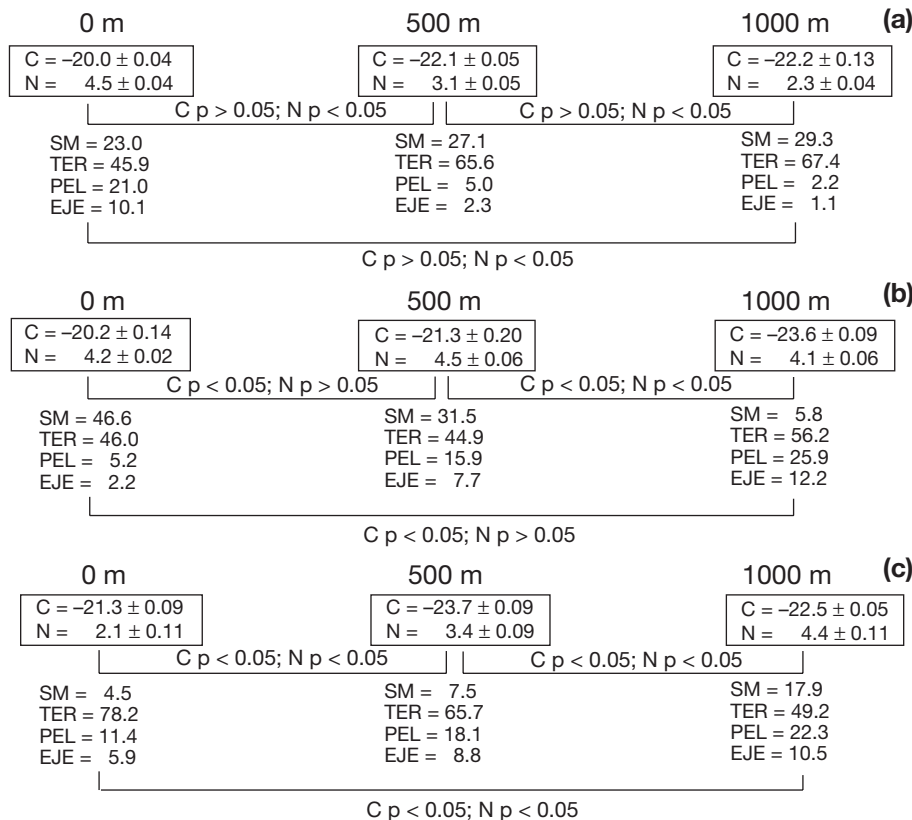 0 m 500 m 1000 m (a)
C = –20.0 ± 0.04 C = –22.1 ± 0.05 C = –22.2 ± 0.13
N = 4.5 ± 0.04 N = 3.1 ± 0.05 N = 2.3 ± 0.04
C p > 0.05; N p < 0.05 C p > 0.05; N p < 0.05
SM = 23.0 SM = 27.1 SM = 29.3
TER = 45.9 TER = 65.6 TER = 67.4
PEL = 21.0 PEL = 5.0 PEL = 2.2
EJE = 10.1 EJE = 2.3 EJE = 1.1
C p > 0.05; N p < 0.05
0 m 500 m 1000 m (b)
C = –20.2 ± 0.14 C = –21.3 ± 0.20 C = –23.6 ± 0.09
N = 4.2 ± 0.02 N = 4.5 ± 0.06 N = 4.1 ± 0.06
C p < 0.05; N p > 0.05 C p < 0.05; N p > 0.05
SM = 46.6 SM = 31.5 SM = 5.8
TER = 46.0 TER = 44.9 TER = 56.2
PEL = 5.2 PEL = 15.9 PEL = 25.9
EJE = 2.2 EJE = 7.7 EJE = 12.2
C p < 0.05; N p > 0.05
0 m 500 m 1000 m (c)
C = –21.3 ± 0.09 C = –23.7 ± 0.09 C = –22.5 ± 0.05
N = 2.1 ± 0.11 N = 3.4 ± 0.09 N = 4.4 ± 0.11
C p < 0.05; N p < 0.05 C p < 0.05; N p < 0.05
SM = 4.5 SM = 7.5 SM = 17.9
TER = 78.2 TER = 65.7 TER = 49.2
PEL = 11.4 PEL = 18.1 PEL = 22.3
EJE = 5.9 EJE = 8.8 EJE = 10.5
C p < 0.05; N p < 0.05